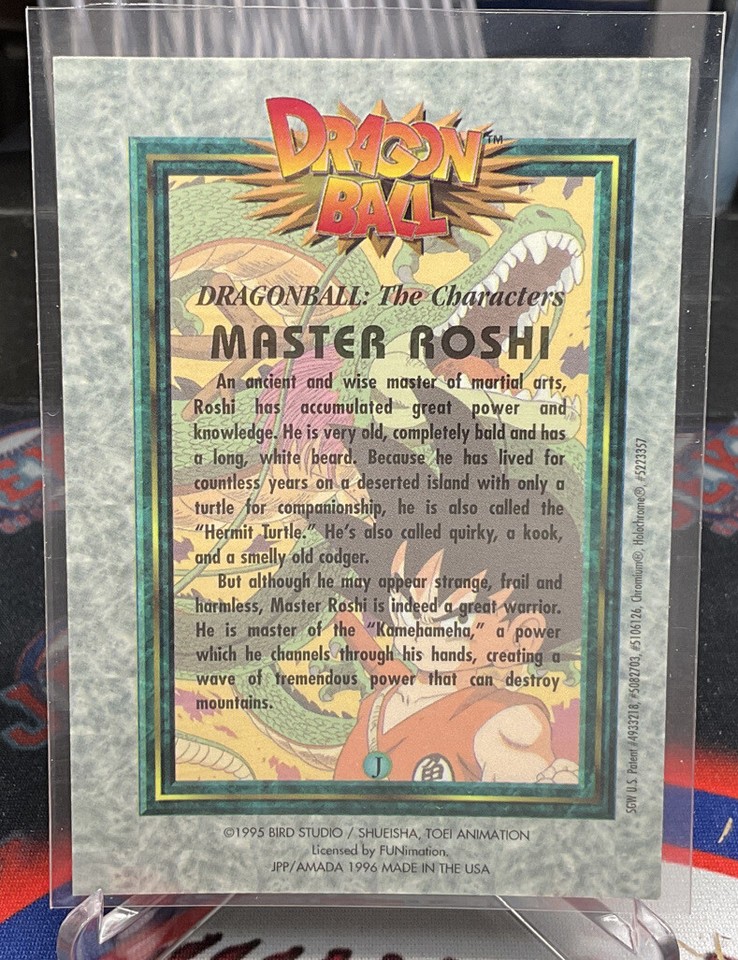 DRAGON TM
BALL
DRAGONBALL: The Characters
MASTER ROSHI
An ancient and wise master of martial arts,
Roshi has accumulated great power and
knowledge. He is very old, completely bald and has
a long, white beard. Because he has lived for
countless years on a deserted island with only a
turtle for companionship, he is also called the
“Hermit Turtle.” He’s also called quirky, a kook,
and a smelly old codger.
But although he may appear strange, frail and
harmless, Master Roshi is indeed a great warrior.
He is master of the “Kamehameha,” a power
which he channels through his hands, creating a
wave of tremendous power that can destroy
mountains.
亀
J
SGW U.S. Patent #4933218, #5082703, #5106126, Chromium®, Holochrome®, #5223357
©1995 BIRD STUDIO / SHUEISHA, TOEI ANIMATION
Licensed by FUNimation.
JPP/AMADA 1996 MADE IN THE USA